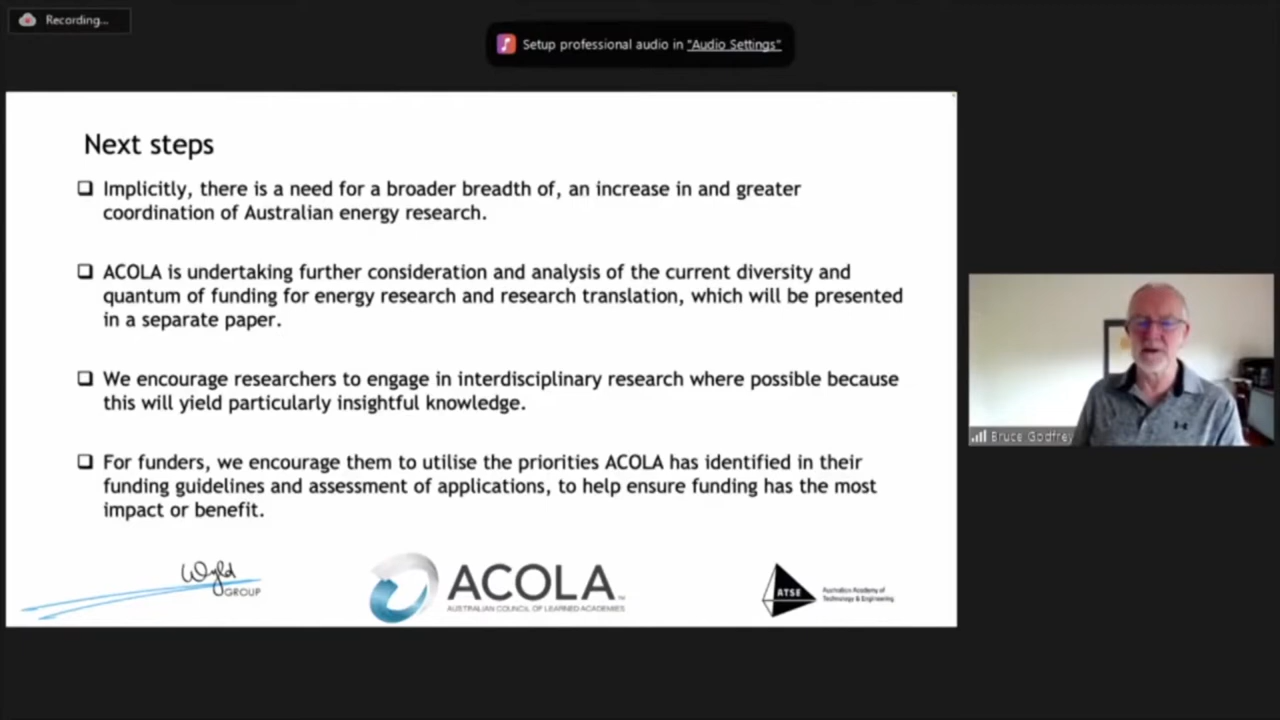 Recording...
Setup professional audio in "Audio Settings"
Next steps
Implicitly, there is a need for a broader breadth of, an increase in and greater
coordination of Australian energy research.
ACOLA is undertaking further consideration and analysis of the current diversity and
quantum of funding for energy research and research translation, which will be presented
in a separate paper.
We encourage researchers to engage in interdisciplinary research where possible because
this will yield particularly insightful knowledge.
For funders, we encourage them to utilise the priorities ACOLA has identified in their
funding guidelines and assessment of applications, to help ensure funding has the most
impact or benefit.
Bruce Godfrey
Wyld
GROUP
ACOLA
AUSTRALIAN COUNCIL OF LEARNED ACADEMIES
ATSE
Australian Academy of
Technology & Engineering